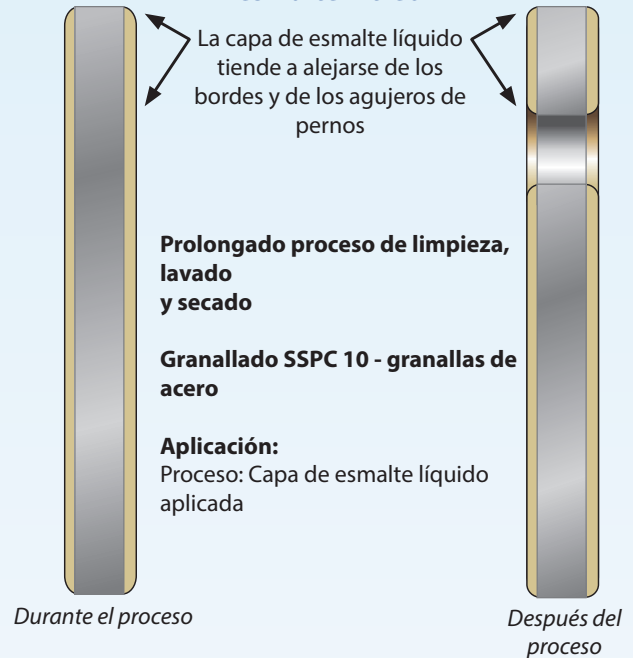 La capa de esmalte líquido
tiende a alejarse de los
bordes y de los agujeros de
pernos
Prolongado proceso de limpieza,
lavado
y secado
Granallado SSPC 10 - granallas de
acero
Aplicación:
Proceso: Capa de esmalte líquido
aplicada
Durante el proceso
Después del
proceso